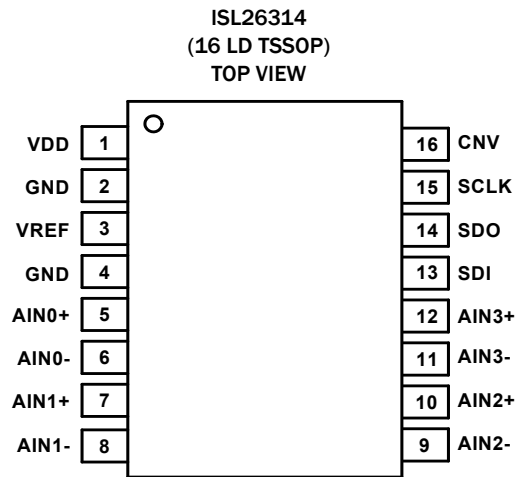 ISL26314
(16 LD TSSOP)
TOP VIEW
VDD 1
GND 2
VREF 3
GND 4
AIN0+ 5
AIN0- 6
AIN1+ 7
AIN1- 8
16 CNV
15 SCLK
14 SDO
13 SDI
12 AIN3+
11 AIN3-
10 AIN2+
9 AIN2-